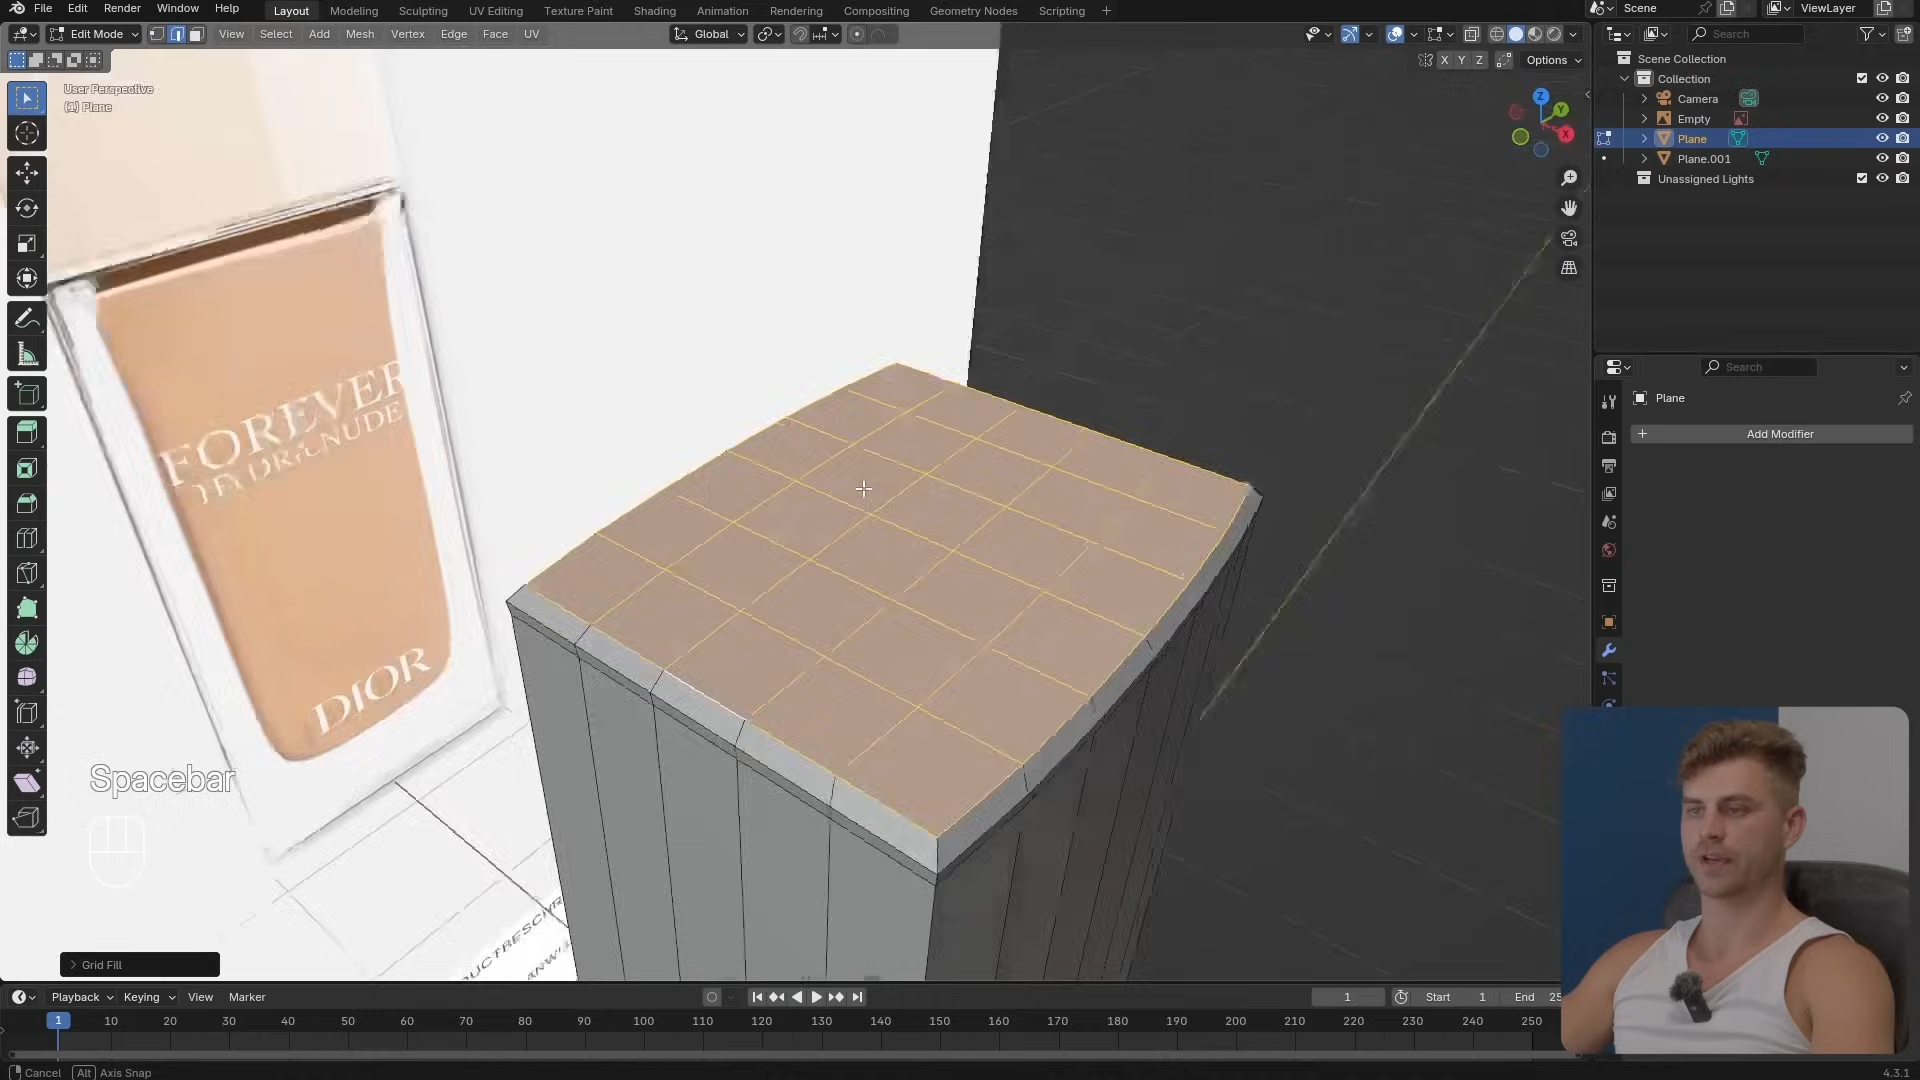 File Edit Render Window Help Layout Modeling Sculpting UV Editing Texture Paint Shading Animation Rendering Compositing Geometry Nodes Scripting + Scene ViewLayer
Edit Mode View Select Add Mesh Vertex Edge Face UV Global Search
X Y Z Options
Scene Collection
Collection
Camera
Empty
Plane
Plane.001
Unassigned Lights
User Perspective
(1) Plane
Z
Y
X
Search
Plane
+ Add Modifier
FOREVER
NUDE
DIOR
Spacebar
Grid Fill
Playback Keying View Marker 1 Start 1 End 25
1 10 20 30 40 50 60 70 80 90 100 110 120 130 140 150 160 170 180 190 200 210 220 230 240 250
Cancel Alt Axis Snap 4.3.1